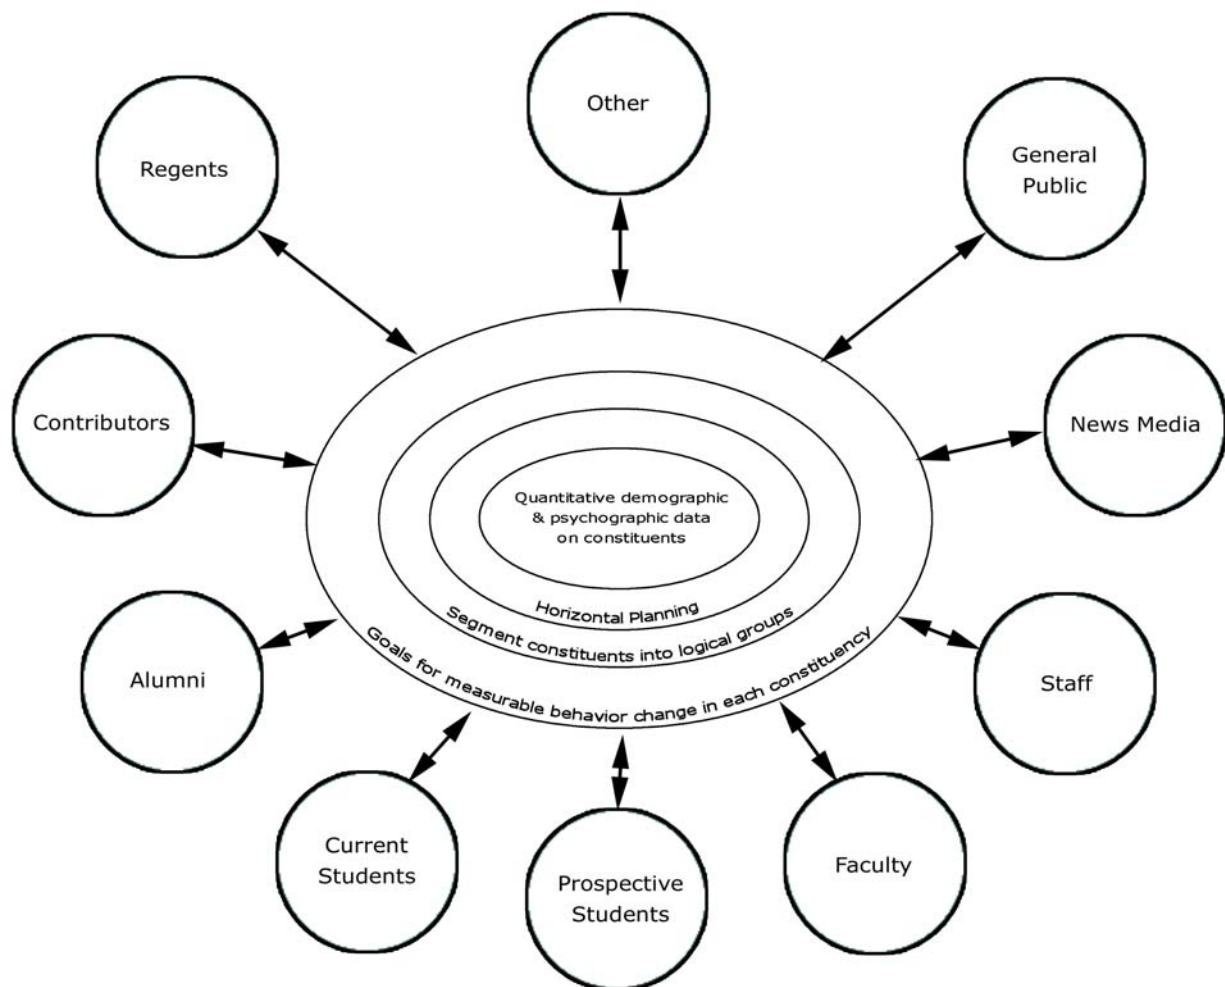 Other
Regents
General
Public
Contributors
News Media
Quantitative demographic
& psychographic data
on constituents
Horizontal Planning
Segment constituents into logical groups
Goals for measurable behavior change in each constituency
Alumni
Staff
Current
Students
Prospective
Students
Faculty